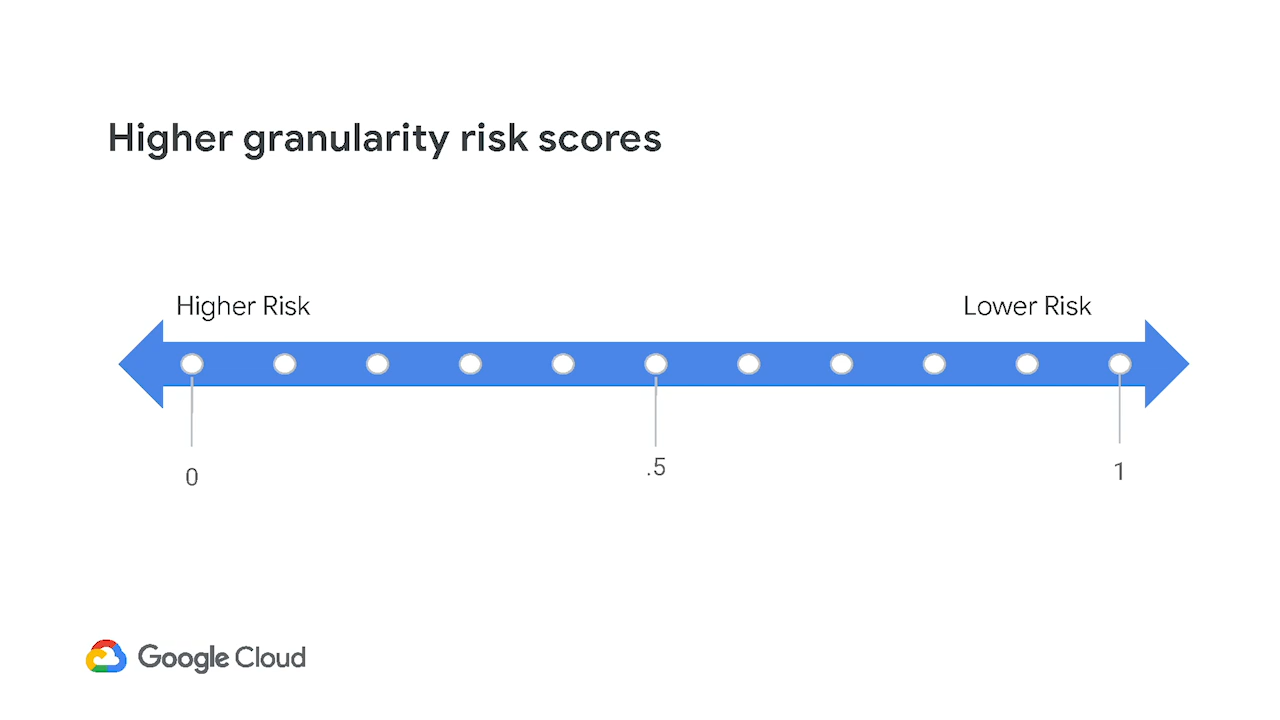 Higher granularity risk scores
Higher Risk
Lower Risk
0
.5
1
Google Cloud